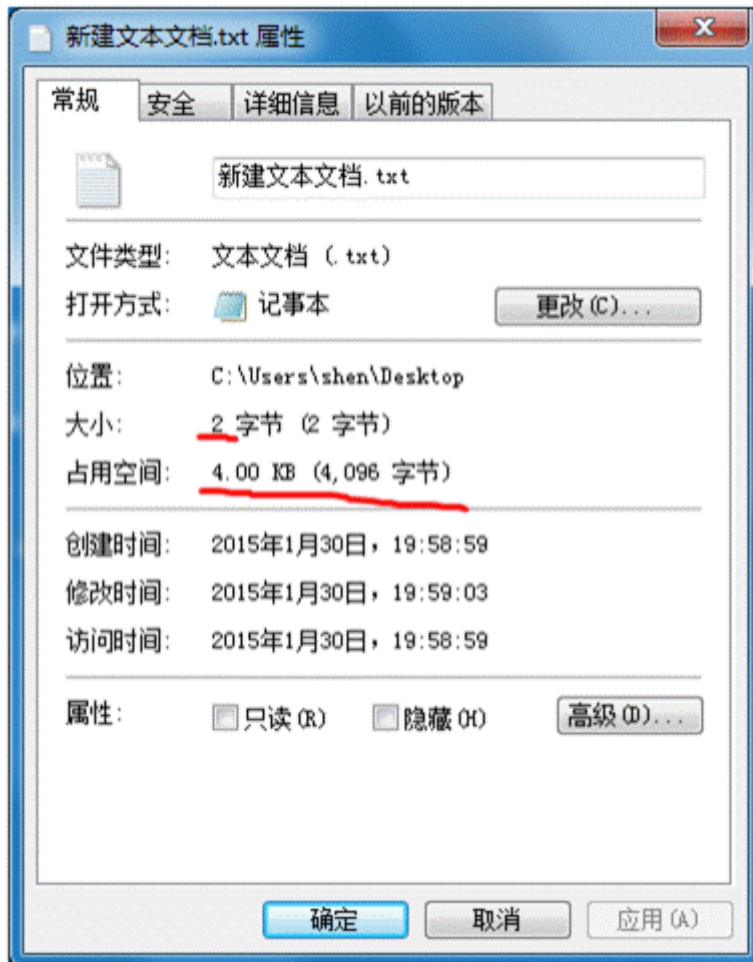 新建文本文档.txt 属性
常规 安全 详细信息 以前的版本
新建文本文档.txt
文件类型: 文本文档 (.txt)
打开方式: 记事本 更改(C)...
位置: C:\Users\shen\Desktop
大小: 2 字节 (2 字节)
占用空间: 4.00 KB (4,096 字节)
创建时间: 2015年1月30日，19:58:59
修改时间: 2015年1月30日，19:59:03
访问时间: 2015年1月30日，19:58:59
属性: 只读(R) 隐藏(H) 高级(D)...
确定 取消 应用(A)